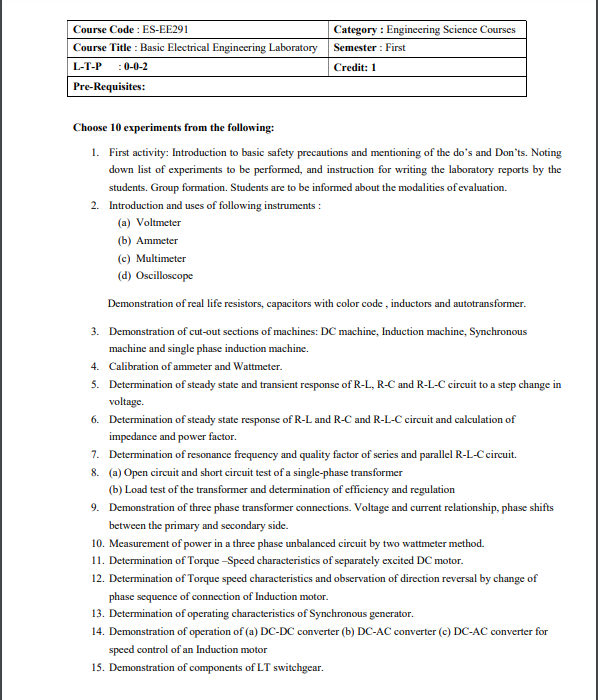 Course Code : ES-EE291
Category : Engineering Science Courses
Course Title : Basic Electrical Engineering Laboratory
Semester : First
L-T-P : 0-0-2
Credit: 1
Pre-Requisites:
Choose 10 experiments from the following:
1. First activity: Introduction to basic safety precautions and mentioning of the do's and Don'ts. Noting
down list of experiments to be performed, and instruction for writing the laboratory reports by the
students. Group formation. Students are to be informed about the modalities of evaluation.
2. Introduction and uses of following instruments :
(a) Voltmeter
(b) Ammeter
(c) Multimeter
(d) Oscilloscope
Demonstration of real life resistors, capacitors with color code , inductors and autotransformer.
3. Demonstration of cut-out sections of machines: DC machine, Induction machine, Synchronous
machine and single phase induction machine.
4. Calibration of ammeter and Wattmeter.
5. Determination of steady state and transient response of R-L, R-C and R-L-C circuit to a step change in
voltage.
6. Determination of steady state response of R-L and R-C and R-L-C circuit and calculation of
impedance and power factor.
7. Determination of resonance frequency and quality factor of series and parallel R-L-C circuit.
8. (a) Open circuit and short circuit test of a single-phase transformer
(b) Load test of the transformer and determination of efficiency and regulation
9. Demonstration of three phase transformer connections. Voltage and current relationship, phase shifts
between the primary and secondary side.
10. Measurement of power in a three phase unbalanced circuit by two wattmeter method.
11. Determination of Torque –Speed characteristics of separately excited DC motor.
12. Determination of Torque speed characteristics and observation of direction reversal by change of
phase sequence of connection of Induction motor.
13. Determination of operating characteristics of Synchronous generator.
14. Demonstration of operation of (a) DC-DC converter (b) DC-AC converter (c) DC-AC converter for
speed control of an Induction motor
15. Demonstration of components of LT switchgear.